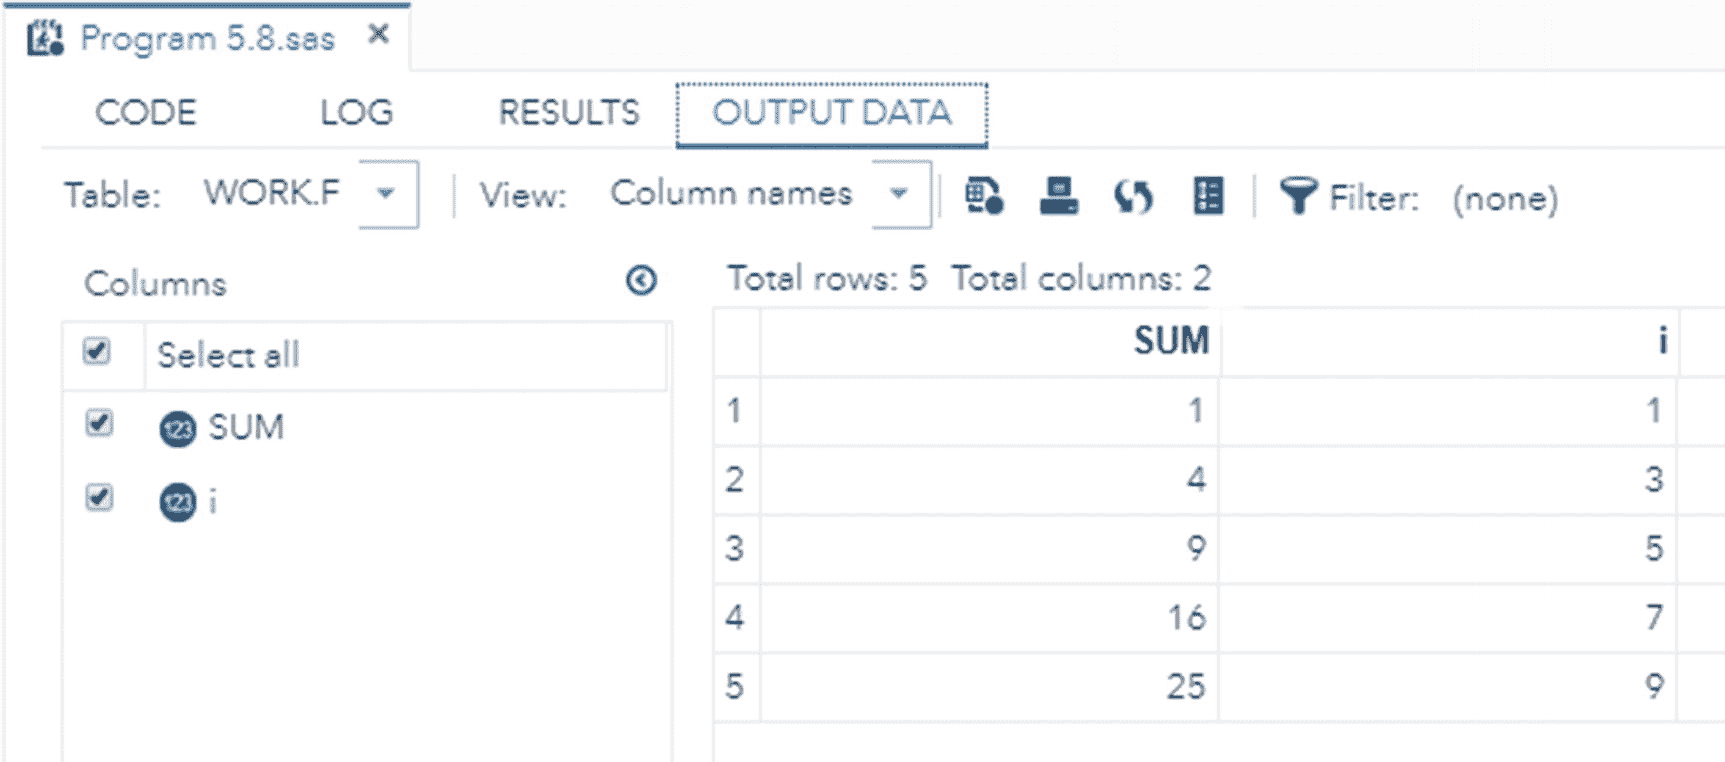 Program 5.8.sas ×
CODE LOG RESULTS OUTPUT DATA
Table: WORK.F View: Column names Filter: (none)
Columns
Total rows: 5 Total columns: 2
Select all
123 SUM
123 i
SUM i
1 1 1
2 4 3
3 9 5
4 16 7
5 25 9